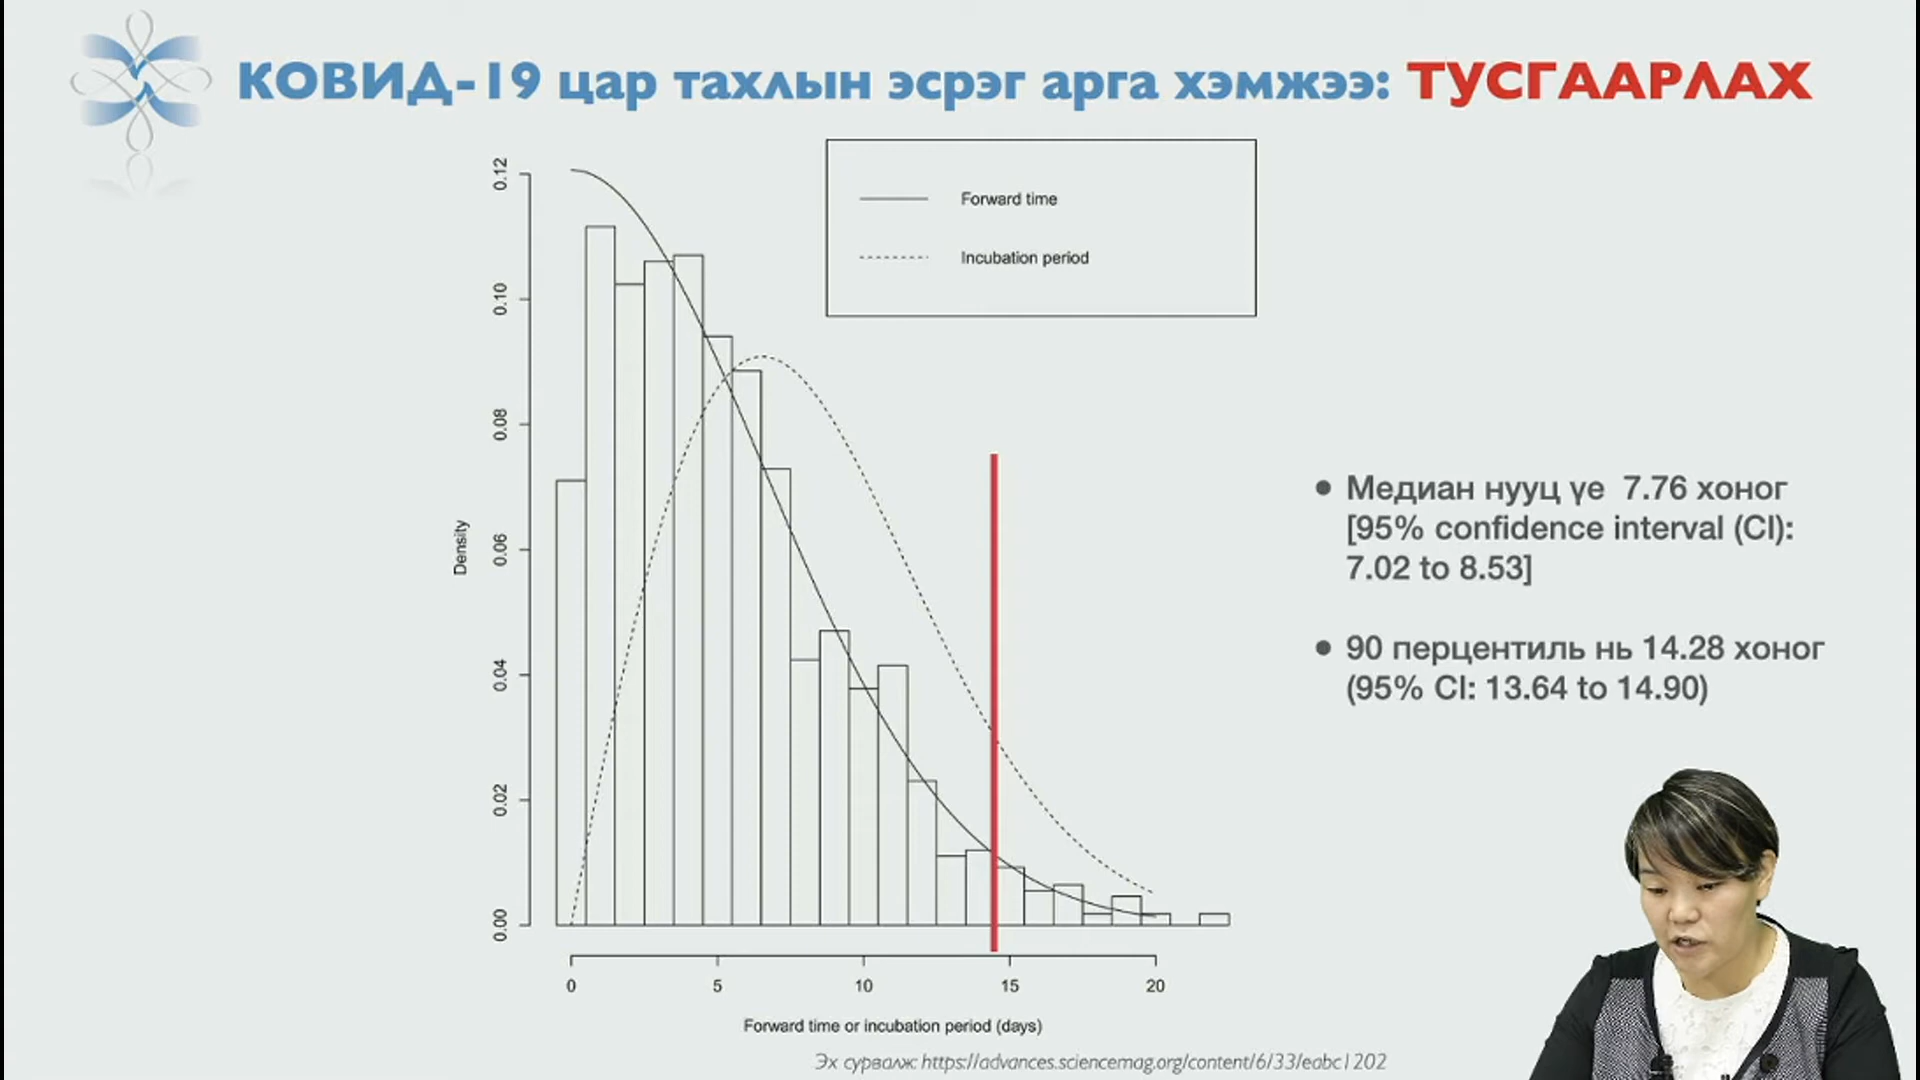 КОВИД-19 цар тахлын эсрэг арга хэмжээ: ТУСГААРЛАХ
Forward time
Incubation period
0.12
0.10
0.08
0.06
0.04
0.02
0.00
Density
0 5 10 15 20
Forward time or incubation period (days)
• Медиан нууц үе 7.76 хоног
[95% confidence interval (CI):
7.02 to 8.53]
• 90 перцентиль нь 14.28 хоног
(95% CI: 13.64 to 14.90)
Эх сурвалж: https://advances.sciencemag.org/content/6/33/eabc1202